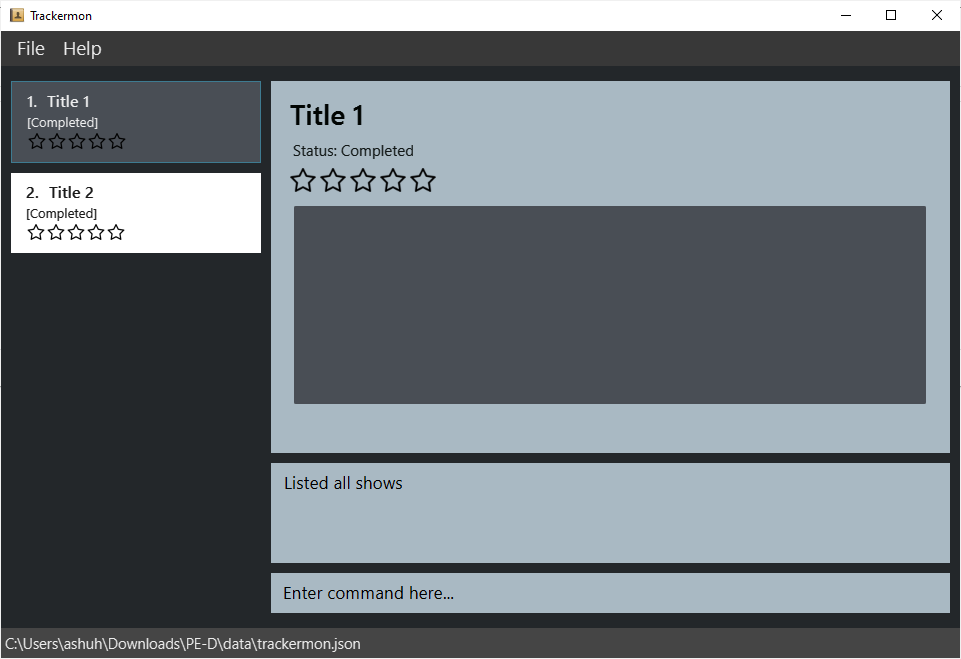 Trackermon
File Help
1. Title 1
[Completed]
2. Title 2
[Completed]
Title 1
Status: Completed
Listed all shows
Enter command here...
C:\Users\ashuh\Downloads\PE-D\data\trackermon.json